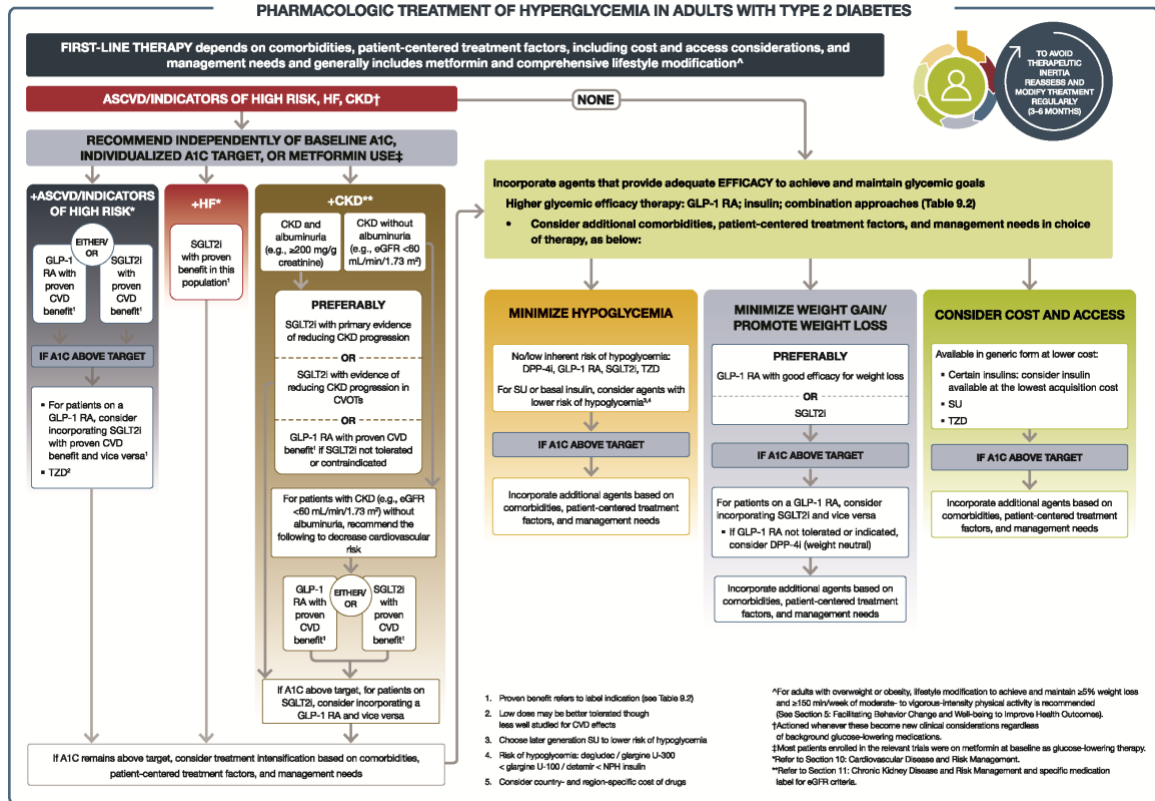 PHARMACOLOGIC TREATMENT OF HYPERGLYCEMIA IN ADULTS WITH TYPE 2 DIABETES
FIRST-LINE THERAPY depends on comorbidities, patient-centered treatment factors, including cost and access considerations, and
management needs and generally includes metformin and comprehensive lifestyle modification^
TO AVOID
THERAPEUTIC
INERTIA
REASSESS AND
MODIFY TREATMENT
REGULARLY
(3–6 MONTHS)
ASCVD/INDICATORS OF HIGH RISK, HF, CKD†
NONE
RECOMMEND INDEPENDENTLY OF BASELINE A1C,
INDIVIDUALIZED A1C TARGET, OR METFORMIN USE‡
+ASCVD/INDICATORS
OF HIGH RISK*
EITHER/
OR
GLP-1
RA with
proven
CVD
benefit¹
SGLT2i
with
proven
CVD
benefit¹
IF A1C ABOVE TARGET
▪ For patients on a
GLP-1 RA, consider
incorporating SGLT2i
with proven CVD
benefit and vice versa¹
▪ TZD²
+HF*
SGLT2i
with proven
benefit in this
population¹
+CKD**
CKD and
albuminuria
(e.g., ≥200 mg/g
creatinine)
CKD without
albuminuria
(e.g., eGFR <60
mL/min/1.73 m²)
PREFERABLY
SGLT2i with primary evidence
of reducing CKD progression
OR
SGLT2i with evidence of
reducing CKD progression in
CVOTs
OR
GLP-1 RA with proven CVD
benefit¹ if SGLT2i not tolerated
or contraindicated
For patients with CKD (e.g., eGFR
<60 mL/min/1.73 m²) without
albuminuria, recommend the
following to decrease cardiovascular
risk
EITHER/
OR
GLP-1
RA with
proven
CVD
benefit¹
SGLT2i
with
proven
CVD
benefit¹
If A1C above target, for patients on
SGLT2i, consider incorporating a
GLP-1 RA and vice versa
If A1C remains above target, consider treatment intensification based on comorbidities,
patient-centered treatment factors, and management needs
Incorporate agents that provide adequate EFFICACY to achieve and maintain glycemic goals
Higher glycemic efficacy therapy: GLP-1 RA; insulin; combination approaches (Table 9.2)
• Consider additional comorbidities, patient-centered treatment factors, and management needs in choice
of therapy, as below:
MINIMIZE HYPOGLYCEMIA
No/low inherent risk of hypoglycemia:
DPP-4i, GLP-1 RA, SGLT2i, TZD
For SU or basal insulin, consider agents with
lower risk of hypoglycemia³,⁴
IF A1C ABOVE TARGET
Incorporate additional agents based on
comorbidities, patient-centered treatment
factors, and management needs
MINIMIZE WEIGHT GAIN/
PROMOTE WEIGHT LOSS
PREFERABLY
GLP-1 RA with good efficacy for weight loss
OR
SGLT2i
IF A1C ABOVE TARGET
For patients on a GLP-1 RA, consider
incorporating SGLT2i and vice versa
▪ If GLP-1 RA not tolerated or indicated,
consider DPP-4i (weight neutral)
Incorporate additional agents based on
comorbidities, patient-centered treatment
factors, and management needs
CONSIDER COST AND ACCESS
Available in generic form at lower cost:
• Certain insulins: consider insulin
available at the lowest acquisition cost
• SU
• TZD
IF A1C ABOVE TARGET
Incorporate additional agents based on
comorbidities, patient-centered treatment
factors, and management needs
1. Proven benefit refers to label indication (see Table 9.2)
2. Low dose may be better tolerated though
less well studied for CVD effects
3. Choose later generation SU to lower risk of hypoglycemia
4. Risk of hypoglycemia: degludec / glargine U-300
< glargine U-100 / detemir < NPH insulin
5. Consider country- and region-specific cost of drugs
^For adults with overweight or obesity, lifestyle modification to achieve and maintain ≥5% weight loss
and ≥150 min/week of moderate- to vigorous-intensity physical activity is recommended
(See Section 5: Facilitating Behavior Change and Well-being to Improve Health Outcomes).
†Actioned whenever these become new clinical considerations regardless
of background glucose-lowering medications.
‡Most patients enrolled in the relevant trials were on metformin at baseline as glucose-lowering therapy.
*Refer to Section 10: Cardiovascular Disease and Risk Management.
**Refer to Section 11: Chronic Kidney Disease and Risk Management and specific medication
label for eGFR criteria.